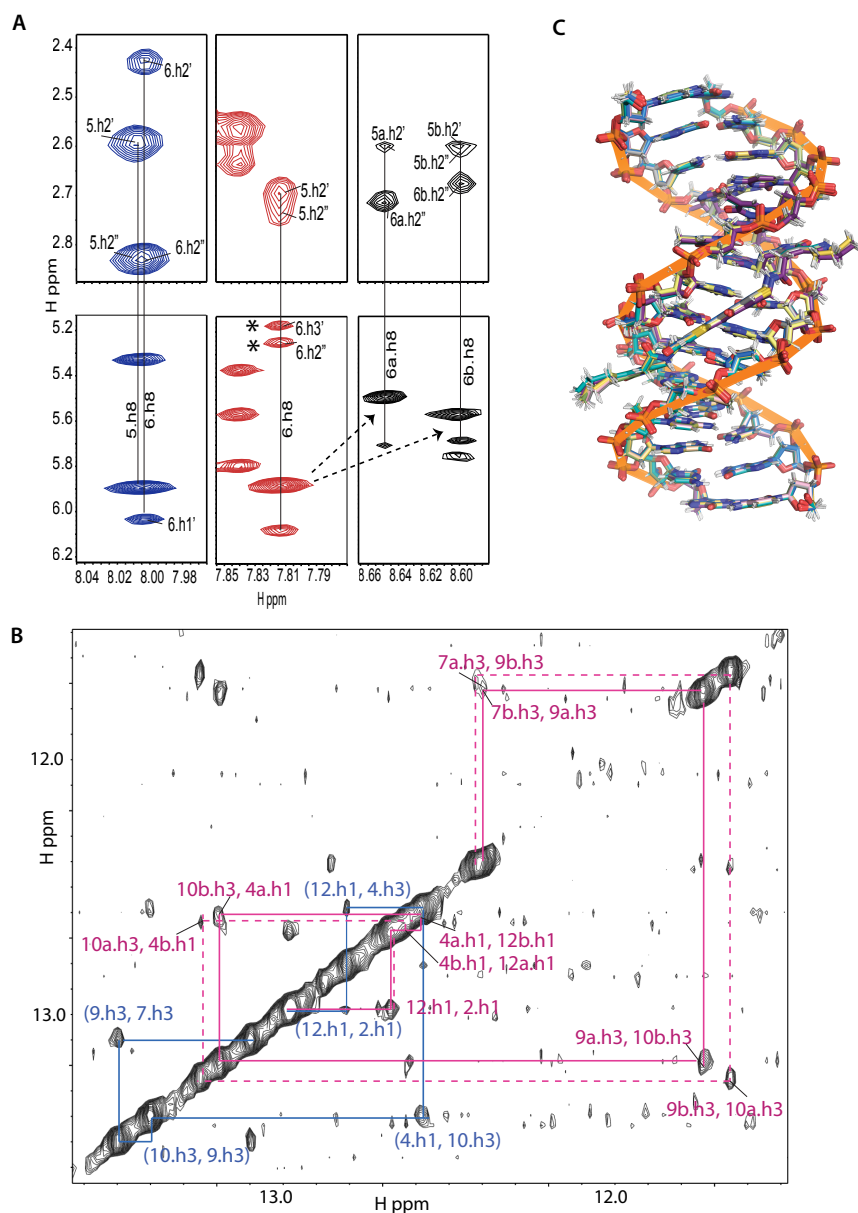 A
C
2.4
2.5
2.6
2.7
2.8
H ppm
5.2
5.4
5.6
5.8
6.0
6.2
6.h2'
5.h2'
5.h2"
6.h2"
5.h8
6.h8
6.h1'
8.04 8.02 8.00 7.98
5.h2'
5.h2"
* 6.h3'
* 6.h2"
6.h8
7.85 7.83 7.81 7.79
H ppm
5a.h2'
6a.h2"
5b.h2'
5b.h2"
6b.h2"
6a.h8
6b.h8
8.66 8.64 8.62 8.60
B
7a.h3, 9b.h3
7b.h3, 9a.h3
12.0
H ppm
10b.h3, 4a.h1
(12.h1, 4.h3)
10a.h3, 4b.h1
4a.h1, 12b.h1
4b.h1, 12a.h1
13.0
(9.h3, 7.h3
12.h1, 2.h1
(12.h1, 2.h1)
9a.h3, 10b.h3
9b.h3, 10a.h3
(10.h3, 9.h3)
(4.h1, 10.h3)
13.0 12.0
H ppm